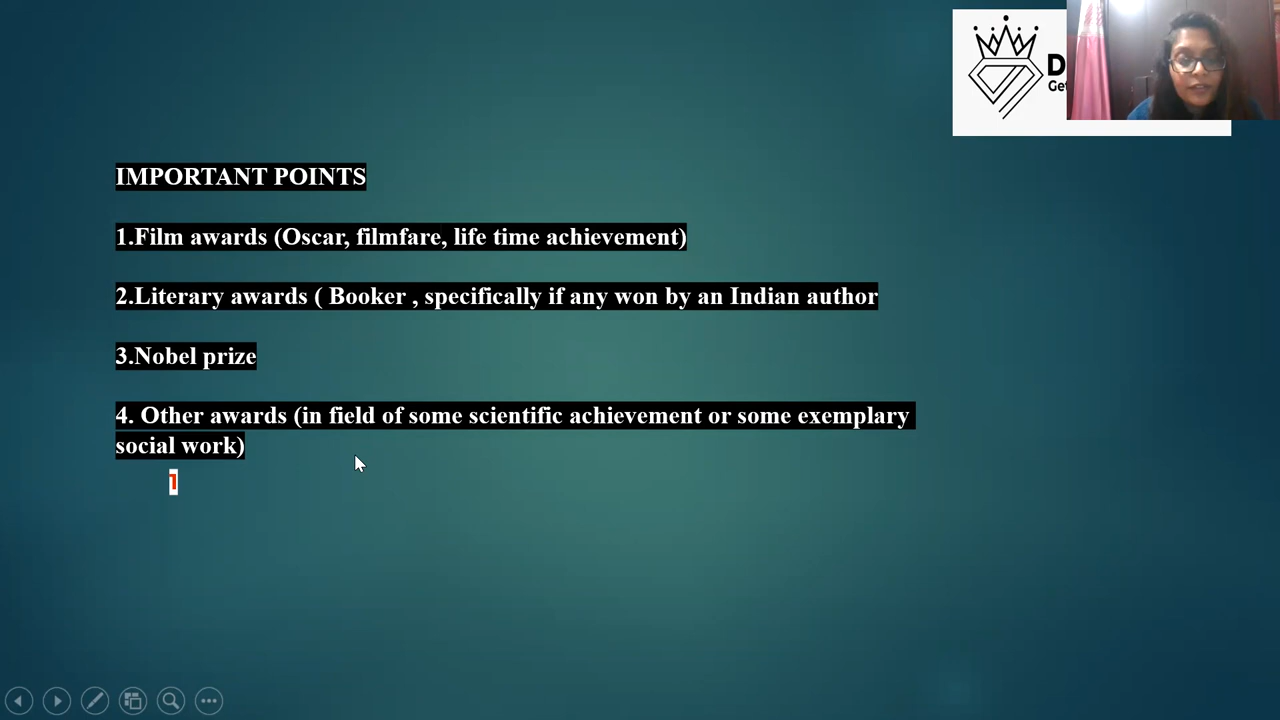 D
Get
IMPORTANT POINTS
1.Film awards (Oscar, filmfare, life time achievement)
2.Literary awards ( Booker , specifically if any won by an Indian author
3.Nobel prize
4. Other awards (in field of some scientific achievement or some exemplary
social work)
1